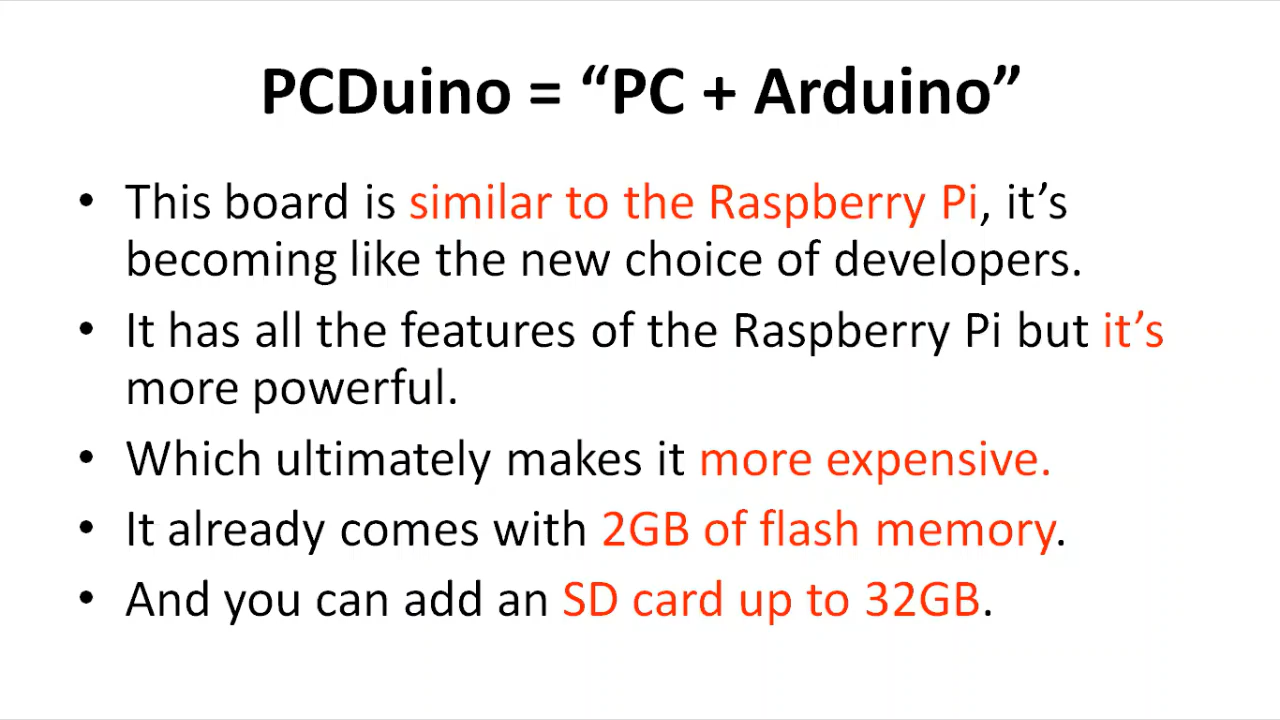 PCDuino = “PC + Arduino”
• This board is similar to the Raspberry Pi, it’s
becoming like the new choice of developers.
• It has all the features of the Raspberry Pi but it’s
more powerful.
• Which ultimately makes it more expensive.
• It already comes with 2GB of flash memory.
• And you can add an SD card up to 32GB.